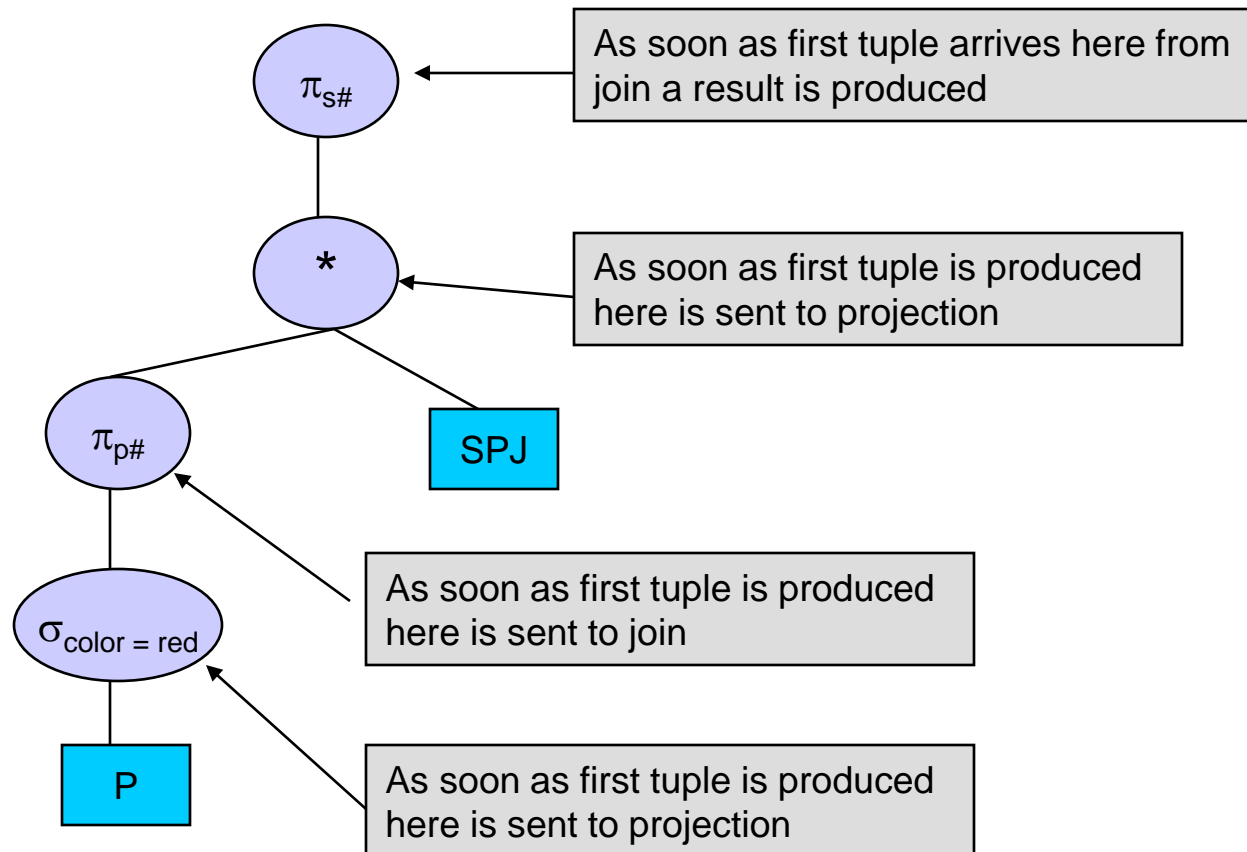 As soon as first tuple arrives here from
join a result is produced
πs#
*
As soon as first tuple is produced
here is sent to projection
πp#
SPJ
As soon as first tuple is produced
here is sent to join
σcolor = red
P
As soon as first tuple is produced
here is sent to projection